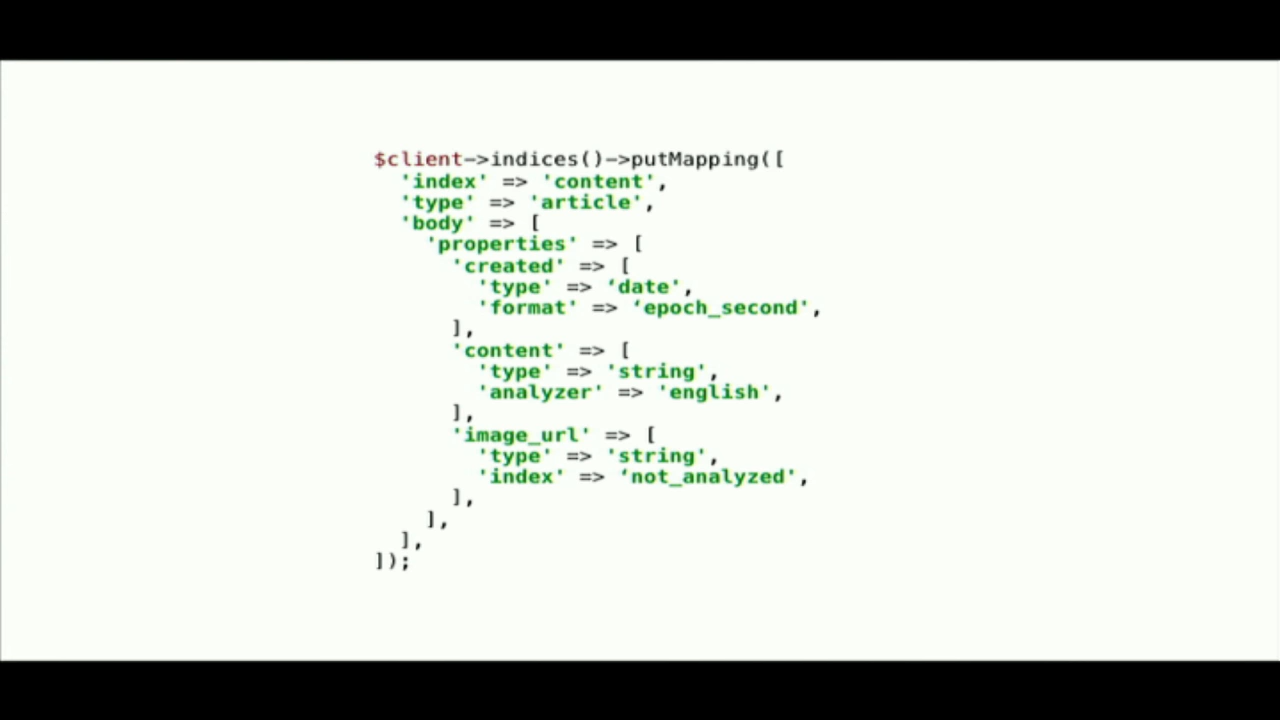 $client->indices()->putMapping([
  'index' => 'content',
  'type' => 'article',
  'body' => [
    'properties' => [
      'created' => [
        'type' => ‘date',
        'format' => ‘epoch_second',
      ],
      'content' => [
        'type' => 'string',
        'analyzer' => 'english',
      ],
      'image_url' => [
        'type' => 'string',
        'index' => ‘not_analyzed',
      ],
    ],
  ],
]);